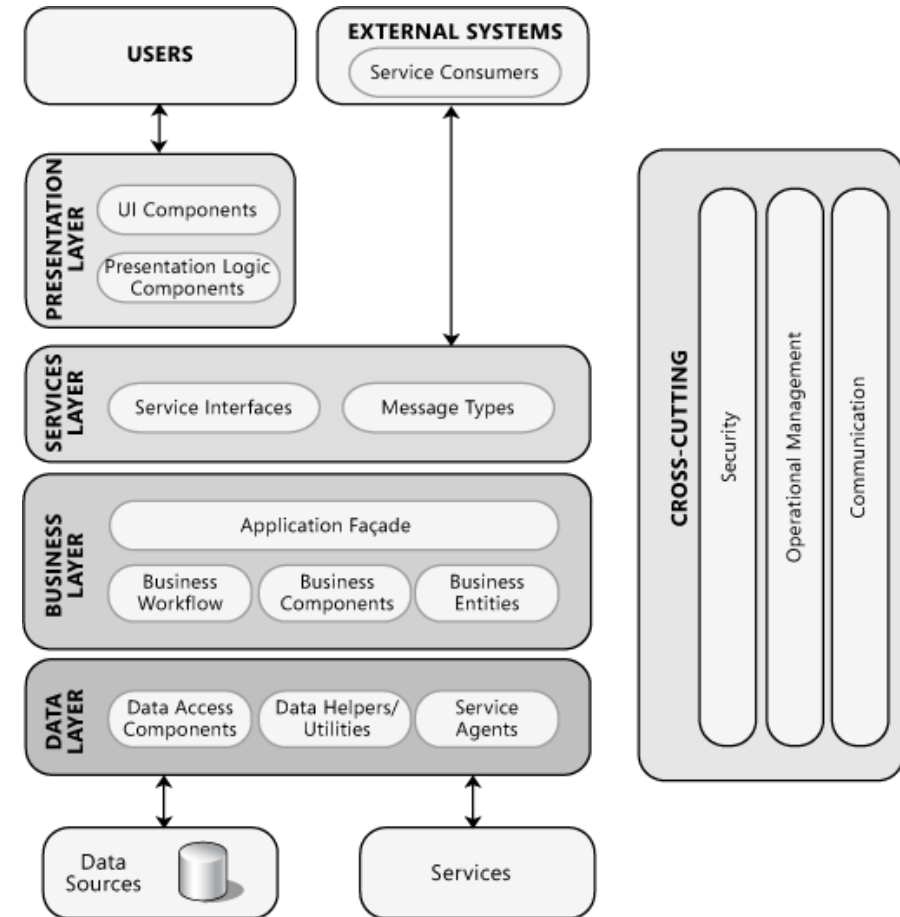 USERS
EXTERNAL SYSTEMS
Service Consumers
PRESENTATION
LAYER
UI Components
Presentation Logic
Components
SERVICES
LAYER
Service Interfaces
Message Types
BUSINESS
LAYER
Application Façade
Business
Workflow
Business
Components
Business
Entities
DATA
LAYER
Data Access
Components
Data Helpers/
Utilities
Service
Agents
Data
Sources
Services
CROSS-CUTTING
Security
Operational Management
Communication